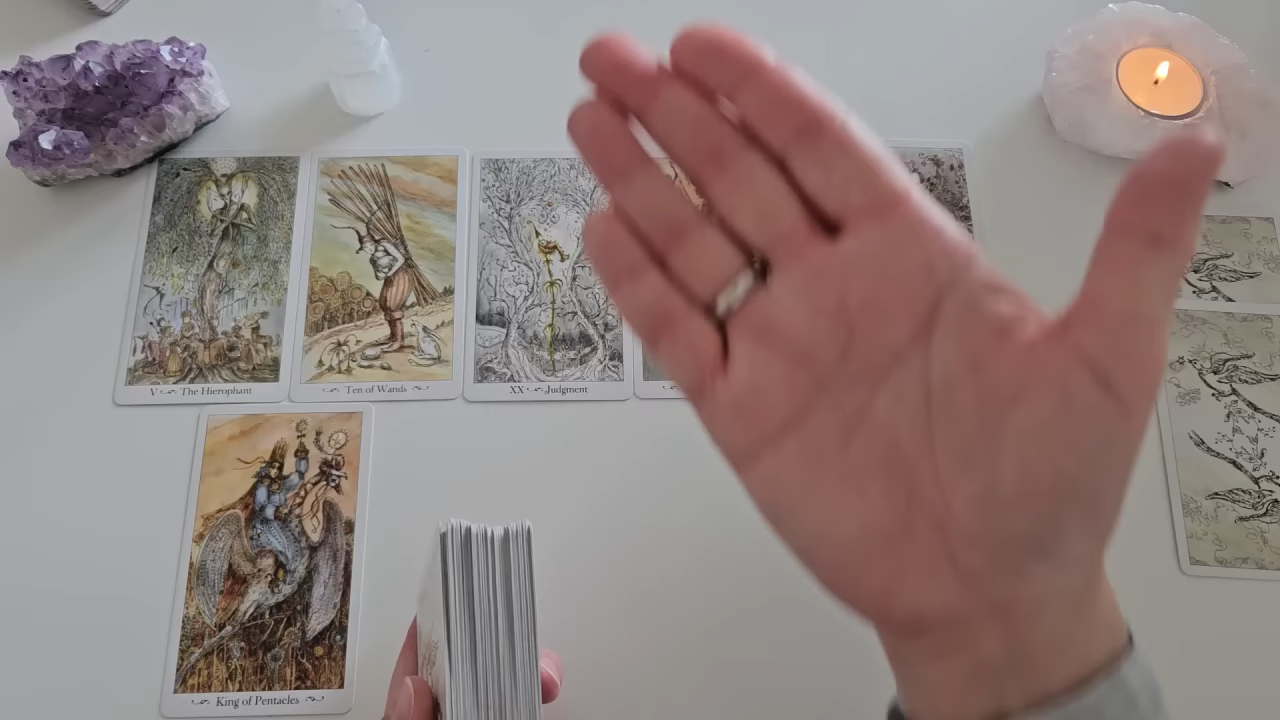 V The Hierophant
Ten of Wands
XX Judgment
King of Pentacles